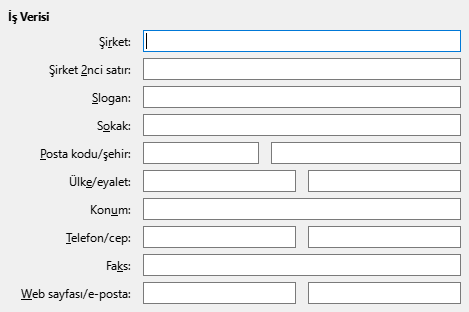 İş Verisi
Şirket:
Şirket 2nci satır:
Slogan:
Sokak:
Posta kodu/şehir:
Ülke/eyalet:
Konum:
Telefon/cep:
Faks:
Web sayfası/e-posta: